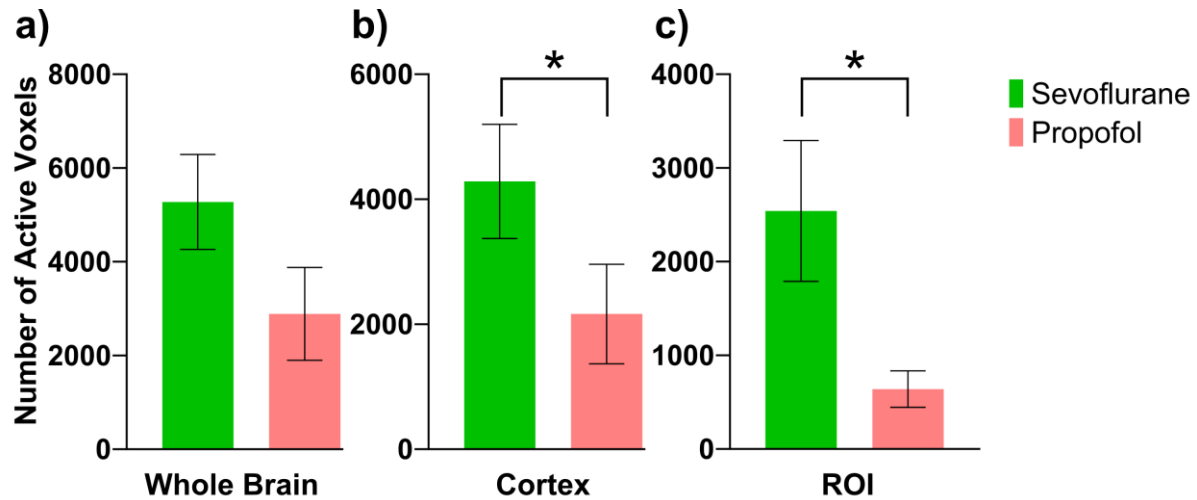 a)
b)
c)
Number of Active Voxels
8000
6000
4000
2000
0
Whole Brain
6000
4000
2000
0
*
Cortex
4000
3000
2000
1000
0
*
ROI
Sevoflurane
Propofol